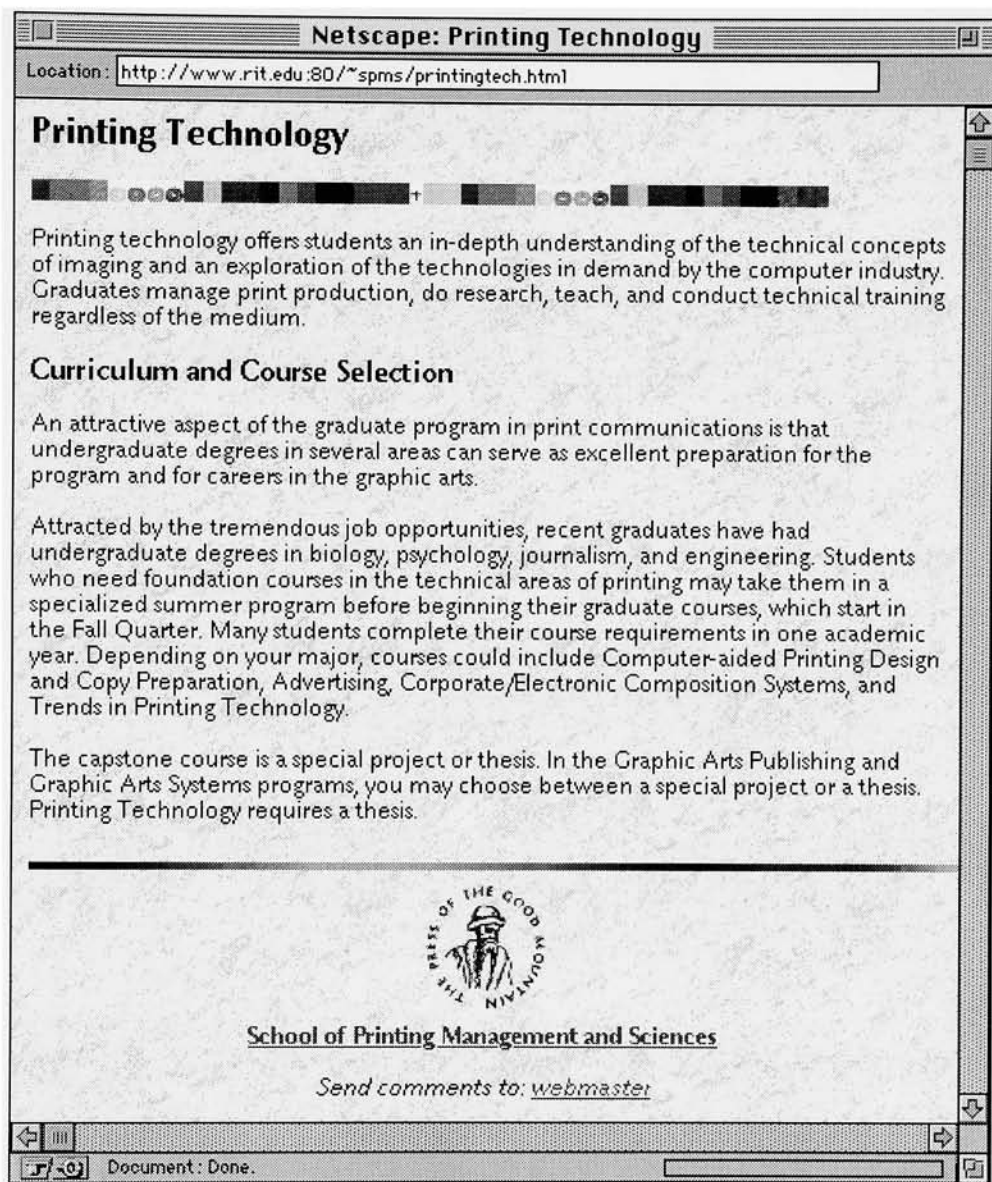 Netscape: Printing Technology
Location: http://www.rit.edu:80/~spms/printingtech.html
Printing Technology
Printing technology offers students an in-depth understanding of the technical concepts
of imaging and an exploration of the technologies in demand by the computer industry.
Graduates manage print production, do research, teach, and conduct technical training
regardless of the medium.
Curriculum and Course Selection
An attractive aspect of the graduate program in print communications is that
undergraduate degrees in several areas can serve as excellent preparation for the
program and for careers in the graphic arts.
Attracted by the tremendous job opportunities, recent graduates have had
undergraduate degrees in biology, psychology, journalism, and engineering. Students
who need foundation courses in the technical areas of printing may take them in a
specialized summer program before beginning their graduate courses, which start in
the Fall Quarter. Many students complete their course requirements in one academic
year. Depending on your major, courses could include Computer-aided Printing Design
and Copy Preparation, Advertising, Corporate/Electronic Composition Systems, and
Trends in Printing Technology.
The capstone course is a special project or thesis. In the Graphic Arts Publishing and
Graphic Arts Systems programs, you may choose between a special project or a thesis.
Printing Technology requires a thesis.
THE PRESS OF THE GOOD MOUNTAIN
School of Printing Management and Sciences
Send comments to: webmaster
Document: Done.